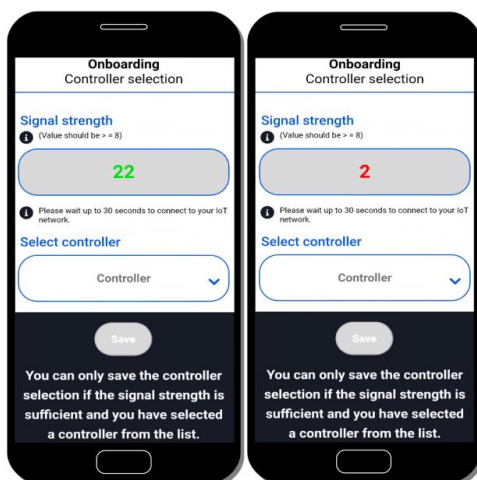 Onboarding
Controller selection
Signal strength
i (Value should be > = 8)
22
i Please wait up to 30 seconds to connect to your IoT
network.
Select controller
Controller
Save
You can only save the controller
selection if the signal strength is
sufficient and you have selected
a controller from the list.
Onboarding
Controller selection
Signal strength
i (Value should be > = 8)
2
i Please wait up to 30 seconds to connect to your IoT
network.
Select controller
Controller
Save
You can only save the controller
selection if the signal strength is
sufficient and you have selected
a controller from the list.